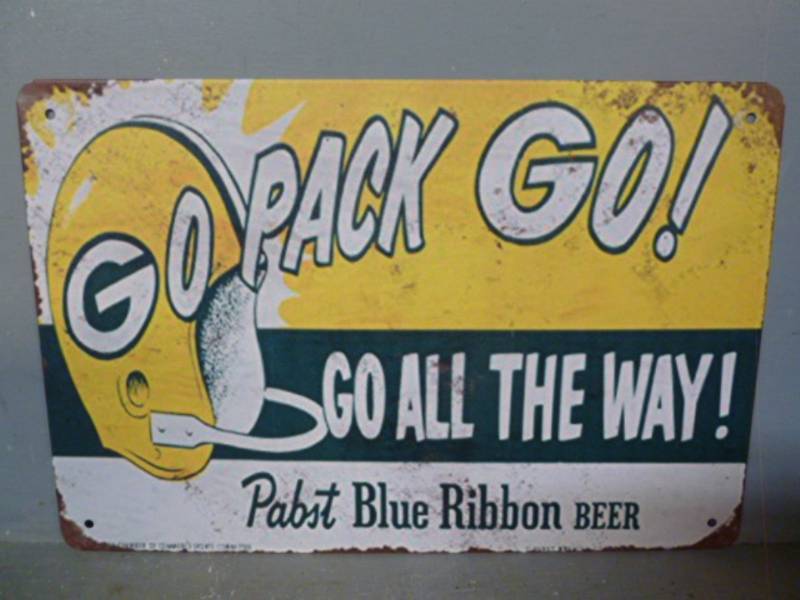 GO PACK GO!
GO ALL THE WAY!
Pabst Blue Ribbon BEER